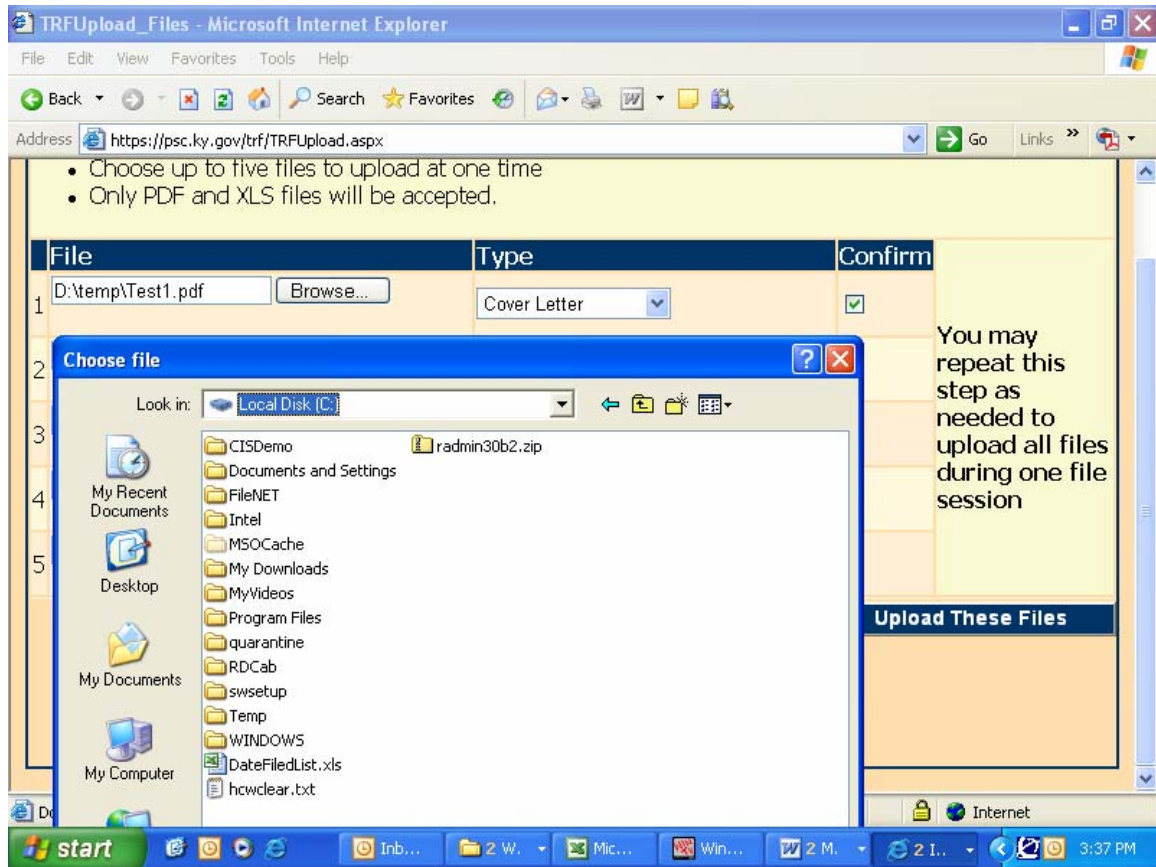 TRFUpload_Files - Microsoft Internet Explorer
File Edit View Favorites Tools Help
Back Search Favorites
Address https://psc.ky.gov/trf/TRFUpload.aspx Go Links »
• Choose up to five files to upload at one time
• Only PDF and XLS files will be accepted.
File Type Confirm
1 D:\temp\Test1.pdf Browse... Cover Letter
2
3
4
5
You may
repeat this
step as
needed to
upload all files
during one file
session
Upload These Files
Choose file
Look in: Local Disk (C:)
My Recent
Documents
Desktop
My Documents
My Computer
CISDemo
Documents and Settings
FileNET
Intel
MSOCache
My Downloads
MyVideos
Program Files
quarantine
RDCab
swsetup
Temp
WINDOWS
DateFiledList.xls
hcwclear.txt
radmin30b2.zip
Internet
start Inb... 2 W. Mic... Win... 2 M. 2 I.. 3:37 PM